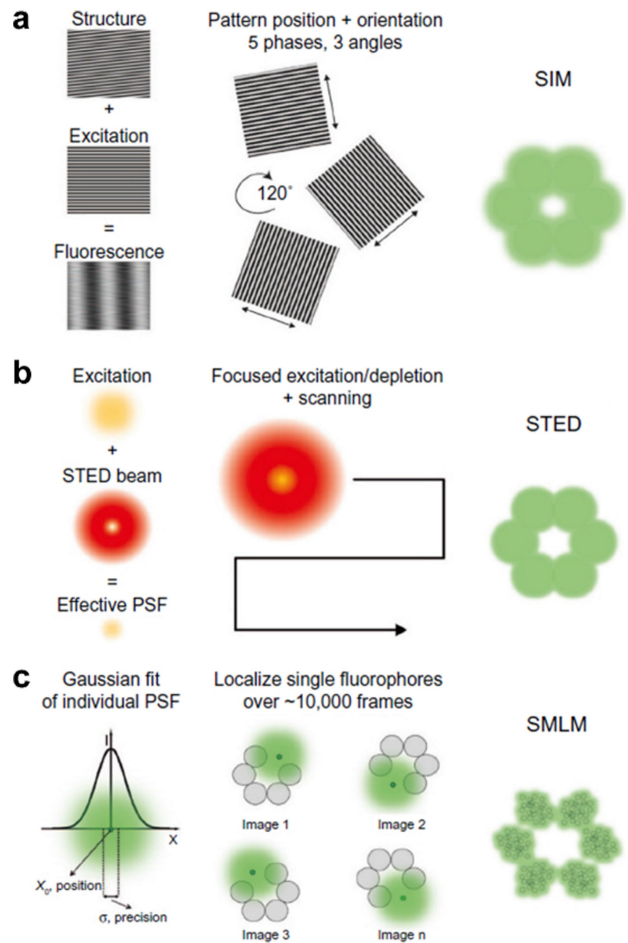 a
Structure
+
Excitation
=
Fluorescence
Pattern position + orientation
5 phases, 3 angles
120°
SIM
b
Excitation
+
STED beam
=
Effective PSF
Focused excitation/depletion
+ scanning
STED
c
Gaussian fit
of individual PSF
I
X
X₀, position
σ, precision
Localize single fluorophores
over ~10,000 frames
Image 1
Image 2
Image 3
Image n
SMLM